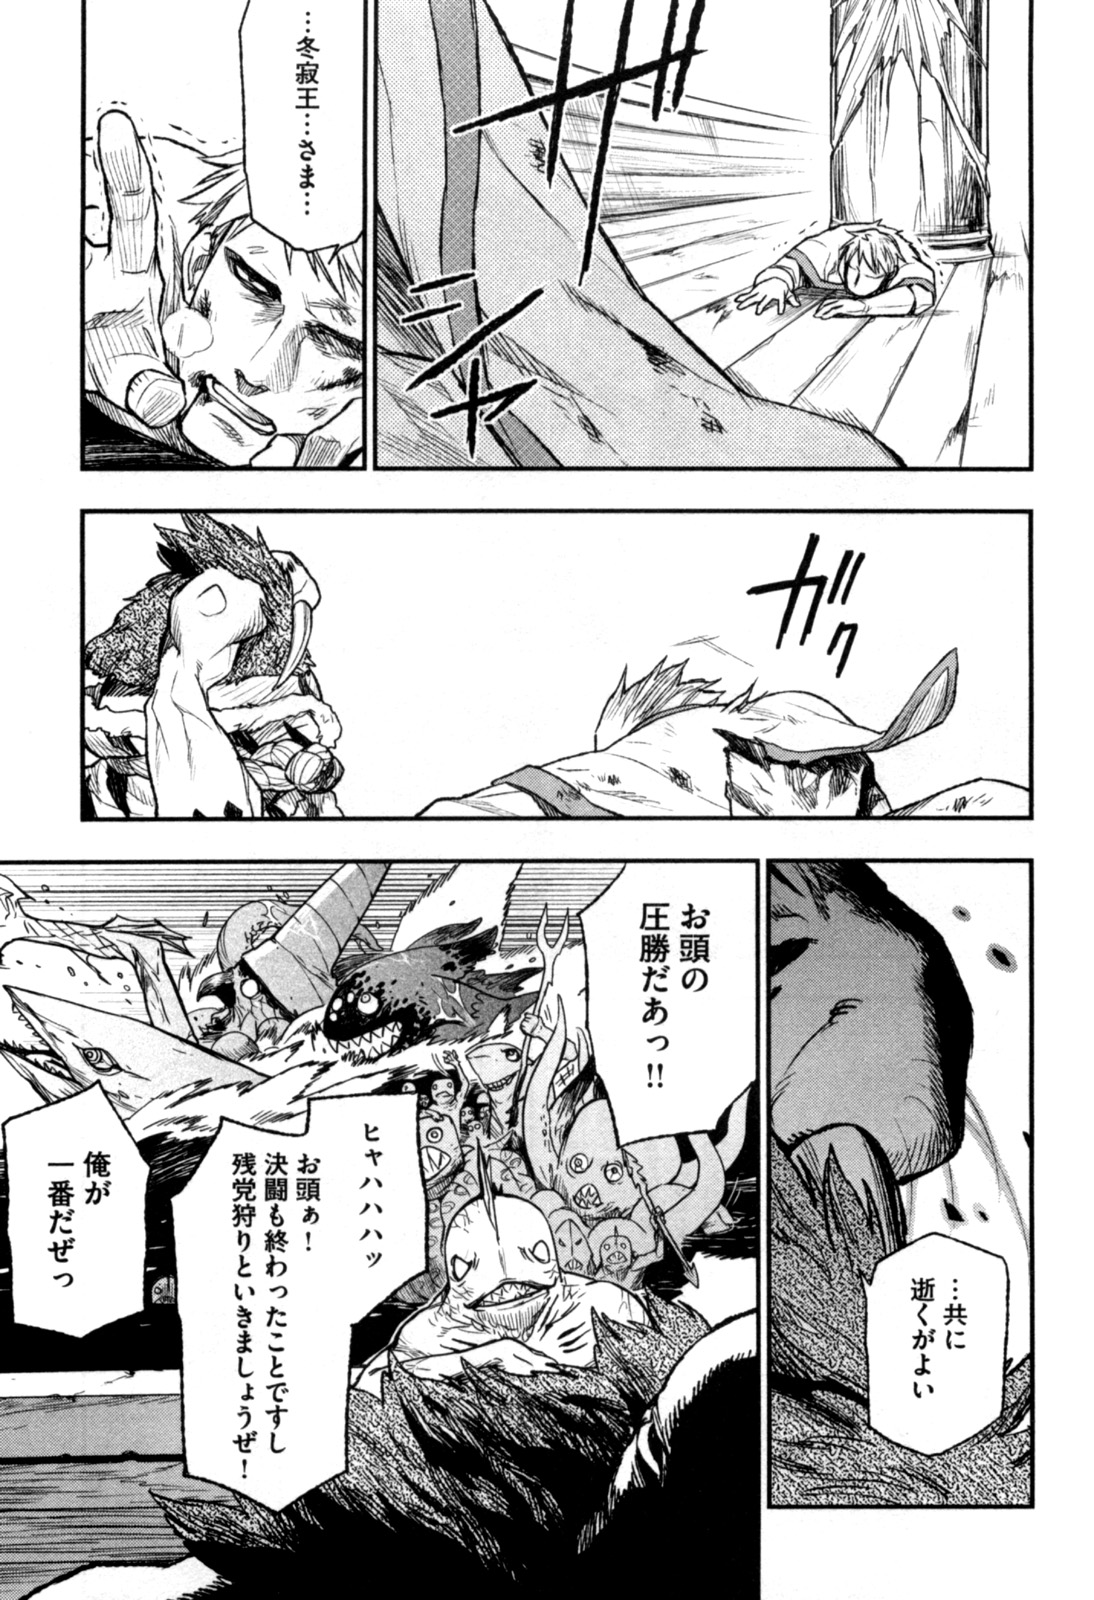 ズズ
…冬寂王…さま…
ガク
…共に
逝くがよい
お頭の
圧勝だあっ!!
ヒャハハハッ
お頭ぁ!
決闘も終わったことですし
残党狩りといきましょうぜ!
俺が
一番だぜっ